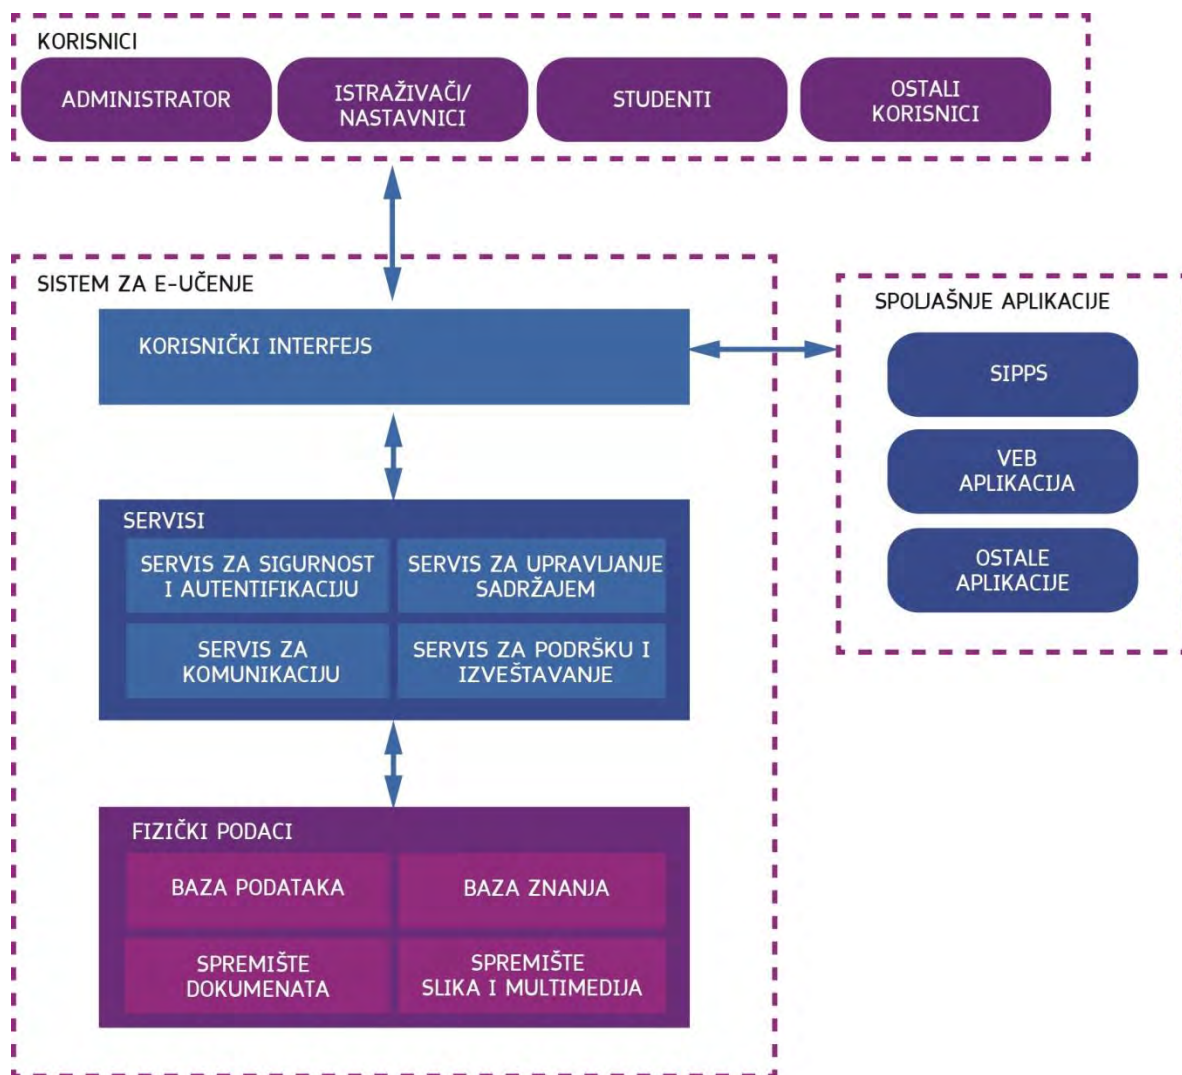 KORISNICI
ADMINISTRATOR
ISTRAŽIVAČI/
NASTAVNICI
STUDENTI
OSTALI
KORISNICI
SISTEM ZA E-UČENJE
KORISNIČKI INTERFEJS
SPOLJAŠNJE APLIKACIJE
SIPPS
VEB
APLIKACIJA
OSTALE
APLIKACIJE
SERVISI
SERVIS ZA SIGURNOST
I AUTENTIFIKACIJU
SERVIS ZA UPRAVLJANJE
SADRŽAJEM
SERVIS ZA
KOMUNIKACIJU
SERVIS ZA PODRŠKU I
IZVEŠTAVANJE
FIZIČKI PODACI
BAZA PODATAKA
BAZA ZNANJA
SPREMIŠTE
DOKUMENATA
SPREMIŠTE
SLIKA I MULTIMEDIJA